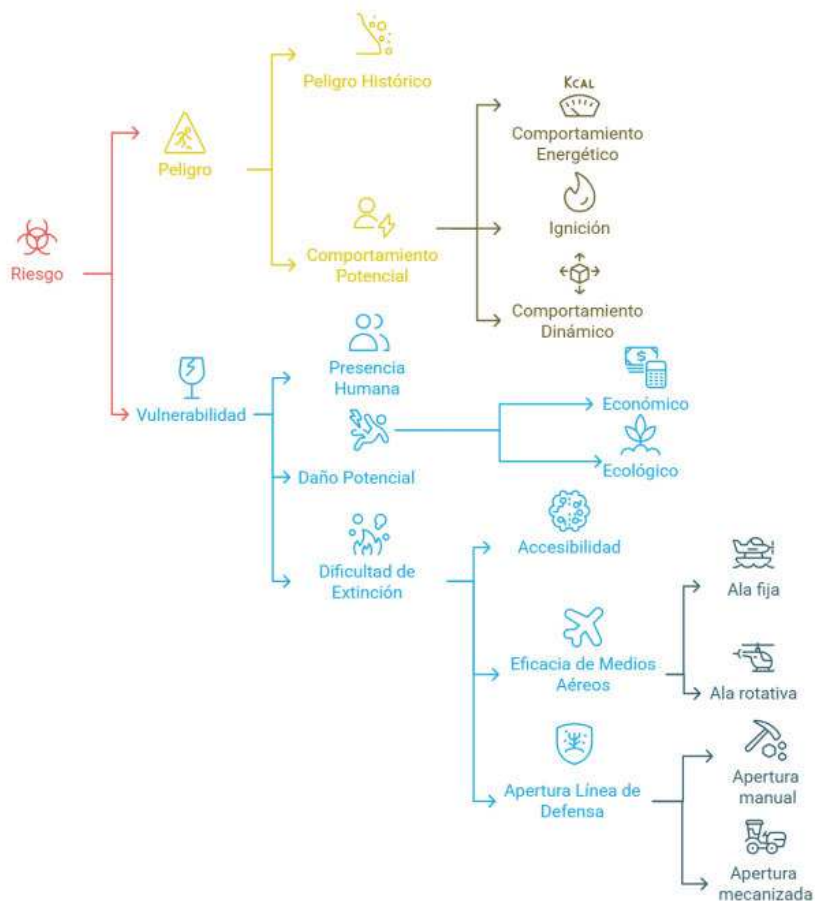 Peligro Histórico
KCAL
Comportamiento
Energético
Peligro
Ignición
Comportamiento
Potencial
Riesgo
Comportamiento
Dinámico
Presencia
Humana
Económico
$
Vulnerabilidad
Daño Potencial
Ecológico
Accesibilidad
Dificultad de
Extinción
Ala fija
Eficacia de Medios
Aéreos
Ala rotativa
Apertura Línea de
Defensa
Apertura
manual
Apertura
mecanizada